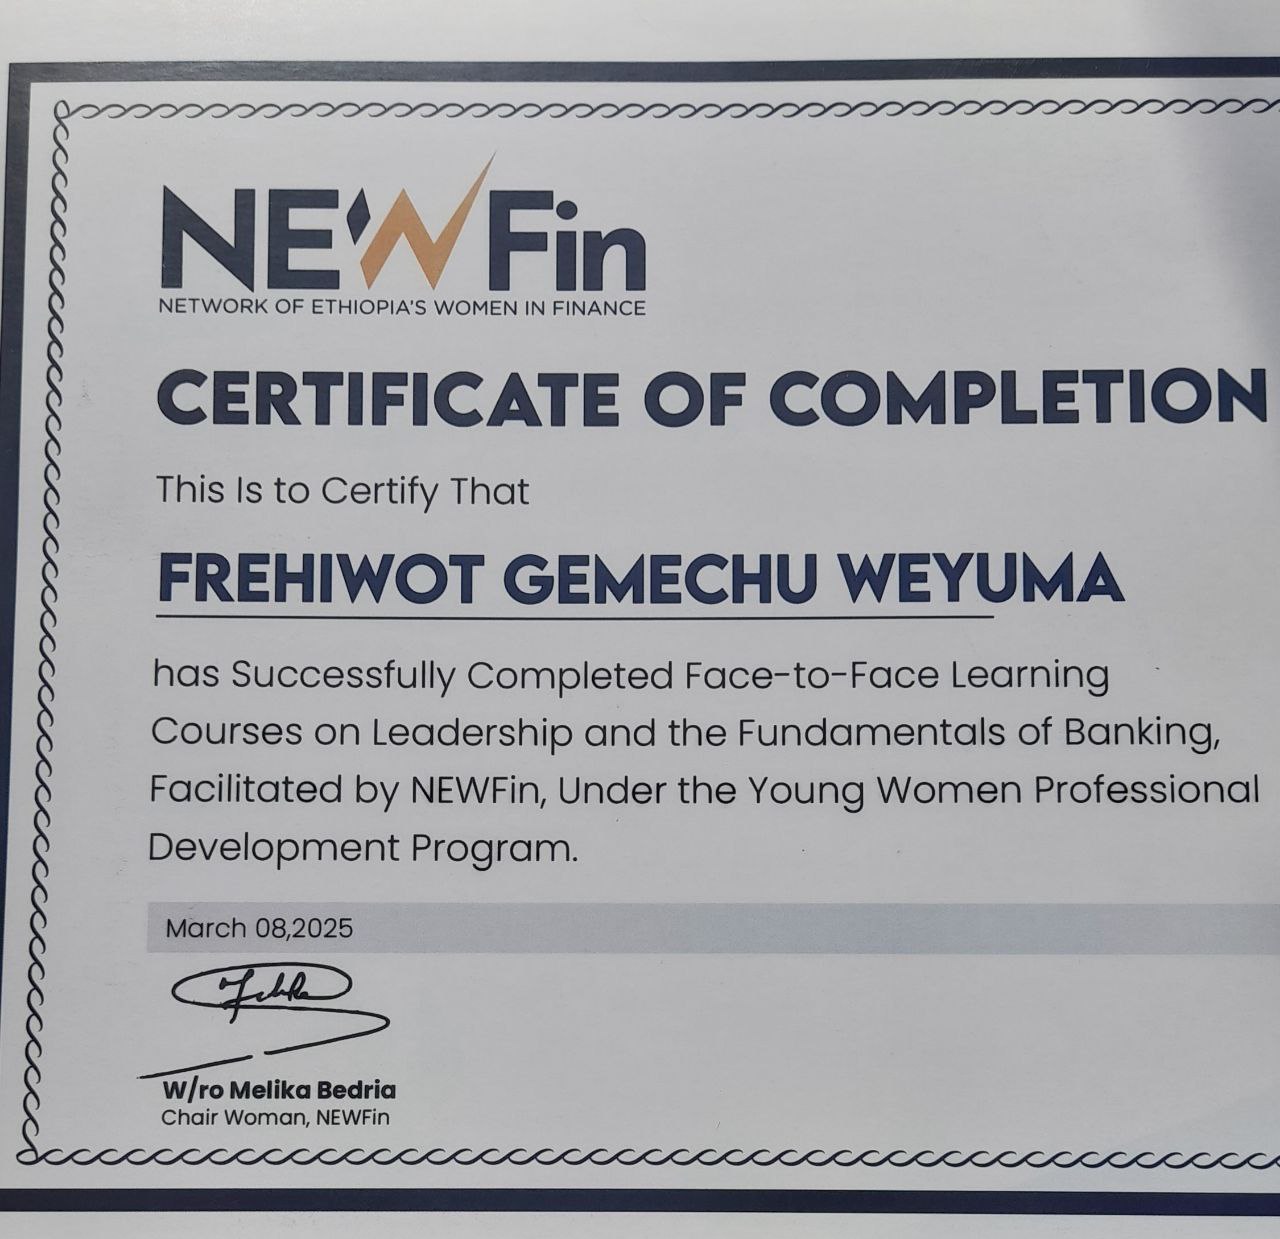 NEWFin
NETWORK OF ETHIOPIA'S WOMEN IN FINANCE
CERTIFICATE OF COMPLETION
This Is to Certify That
FREHIWOT GEMECHU WEYUMA
has Successfully Completed Face-to-Face Learning
Courses on Leadership and the Fundamentals of Banking,
Facilitated by NEWFin, Under the Young Women Professional
Development Program.
March 08,2025
W/ro Melika Bedria
Chair Woman, NEWFin